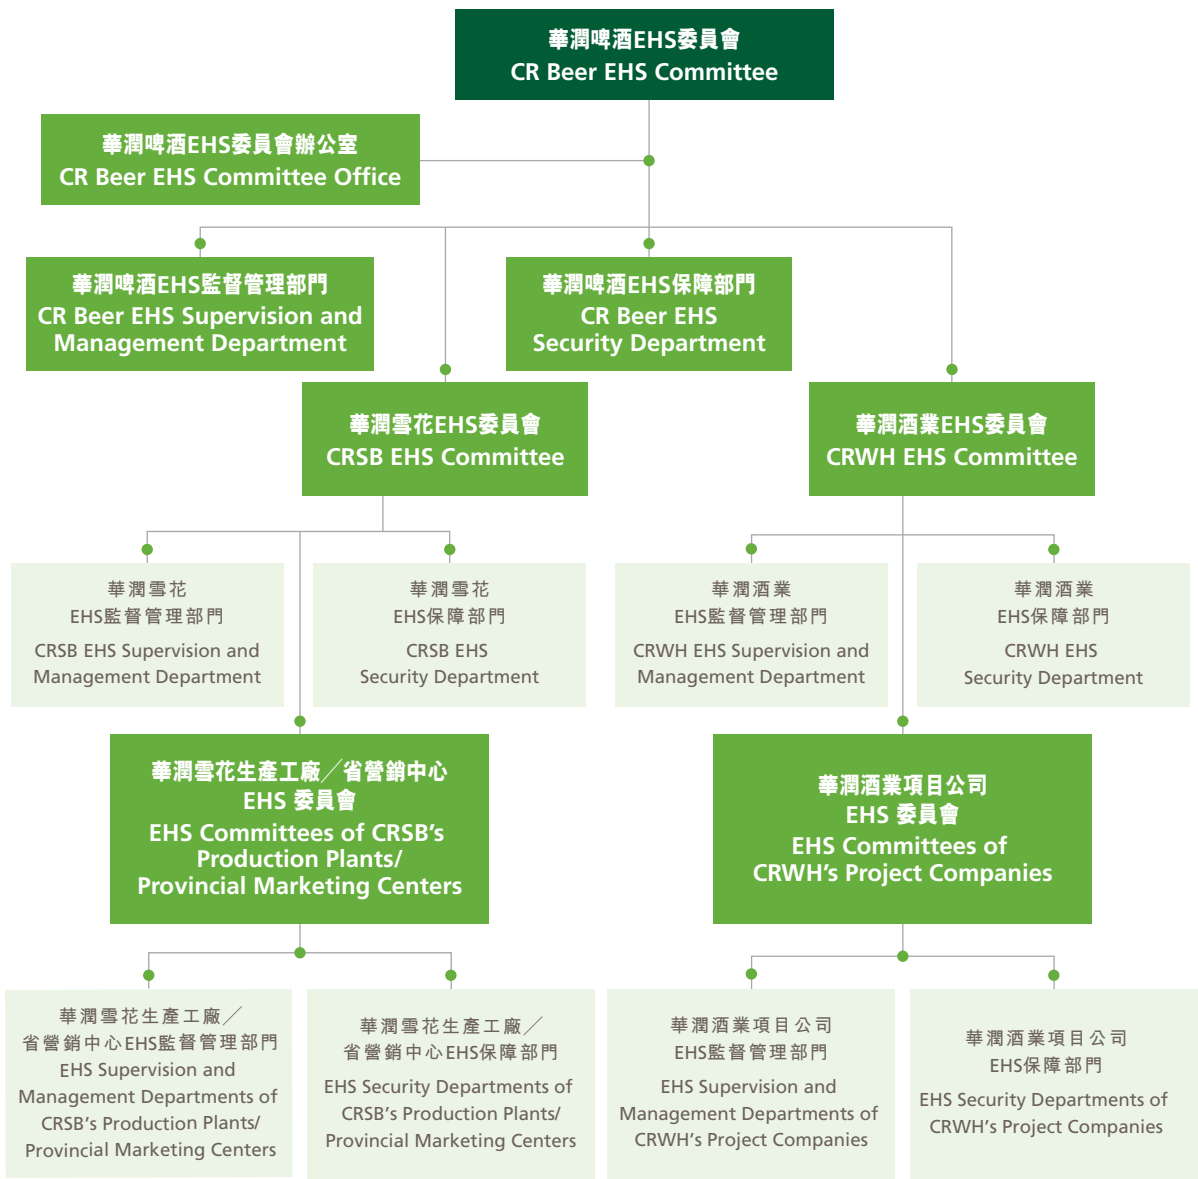 華潤啤酒EHS委員會
CR Beer EHS Committee
華潤啤酒EHS委員會辦公室
CR Beer EHS Committee Office
華潤啤酒EHS監督管理部門
CR Beer EHS Supervision and
Management Department
華潤啤酒EHS保障部門
CR Beer EHS
Security Department
華潤雪花EHS委員會
CRSB EHS Committee
華潤酒業EHS委員會
CRWH EHS Committee
華潤雪花
EHS監督管理部門
CRSB EHS Supervision and
Management Department
華潤雪花
EHS保障部門
CRSB EHS
Security Department
華潤酒業
EHS監督管理部門
CRWH EHS Supervision and
Management Department
華潤酒業
EHS保障部門
CRWH EHS
Security Department
華潤雪花生產工廠╱省營銷中心
EHS 委員會
EHS Committees of CRSB’s
Production Plants/
Provincial Marketing Centers
華潤酒業項目公司
EHS 委員會
EHS Committees of
CRWH’s Project Companies
華潤雪花生產工廠╱
省營銷中心EHS監督管理部門
EHS Supervision and
Management Departments of
CRSB’s Production Plants/
Provincial Marketing Centers
華潤雪花生產工廠╱
省營銷中心EHS保障部門
EHS Security Departments of
CRSB’s Production Plants/
Provincial Marketing Centers
華潤酒業項目公司
EHS監督管理部門
EHS Supervision and
Management Departments of
CRWH’s Project Companies
華潤酒業項目公司
EHS保障部門
EHS Security Departments of
CRWH’s Project Companies